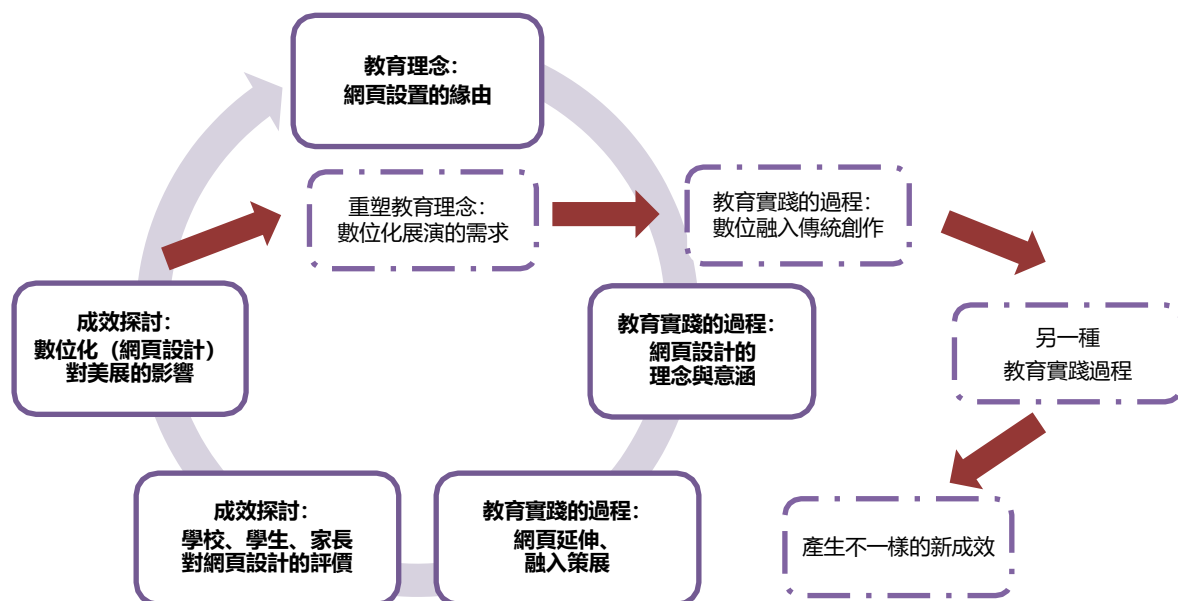 教育理念：
網頁設置的緣由
重塑教育理念：
數位化展演的需求
教育實踐的過程：
數位融入傳統創作
成效探討：
數位化（網頁設計）
對美展的影響
教育實踐的過程：
網頁設計的
理念與意涵
另一種
教育實踐過程
成效探討：
學校、學生、家長
對網頁設計的評價
教育實踐的過程：
網頁延伸、
融入策展
產生不一樣的新成效